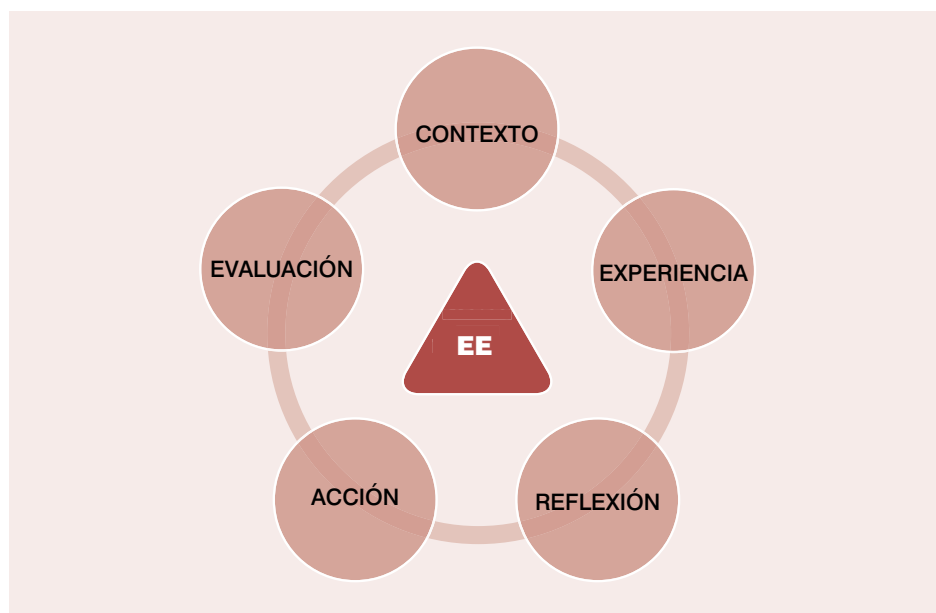 CONTEXTO
EXPERIENCIA
REFLEXIÓN
ACCIÓN
EVALUACIÓN
EE